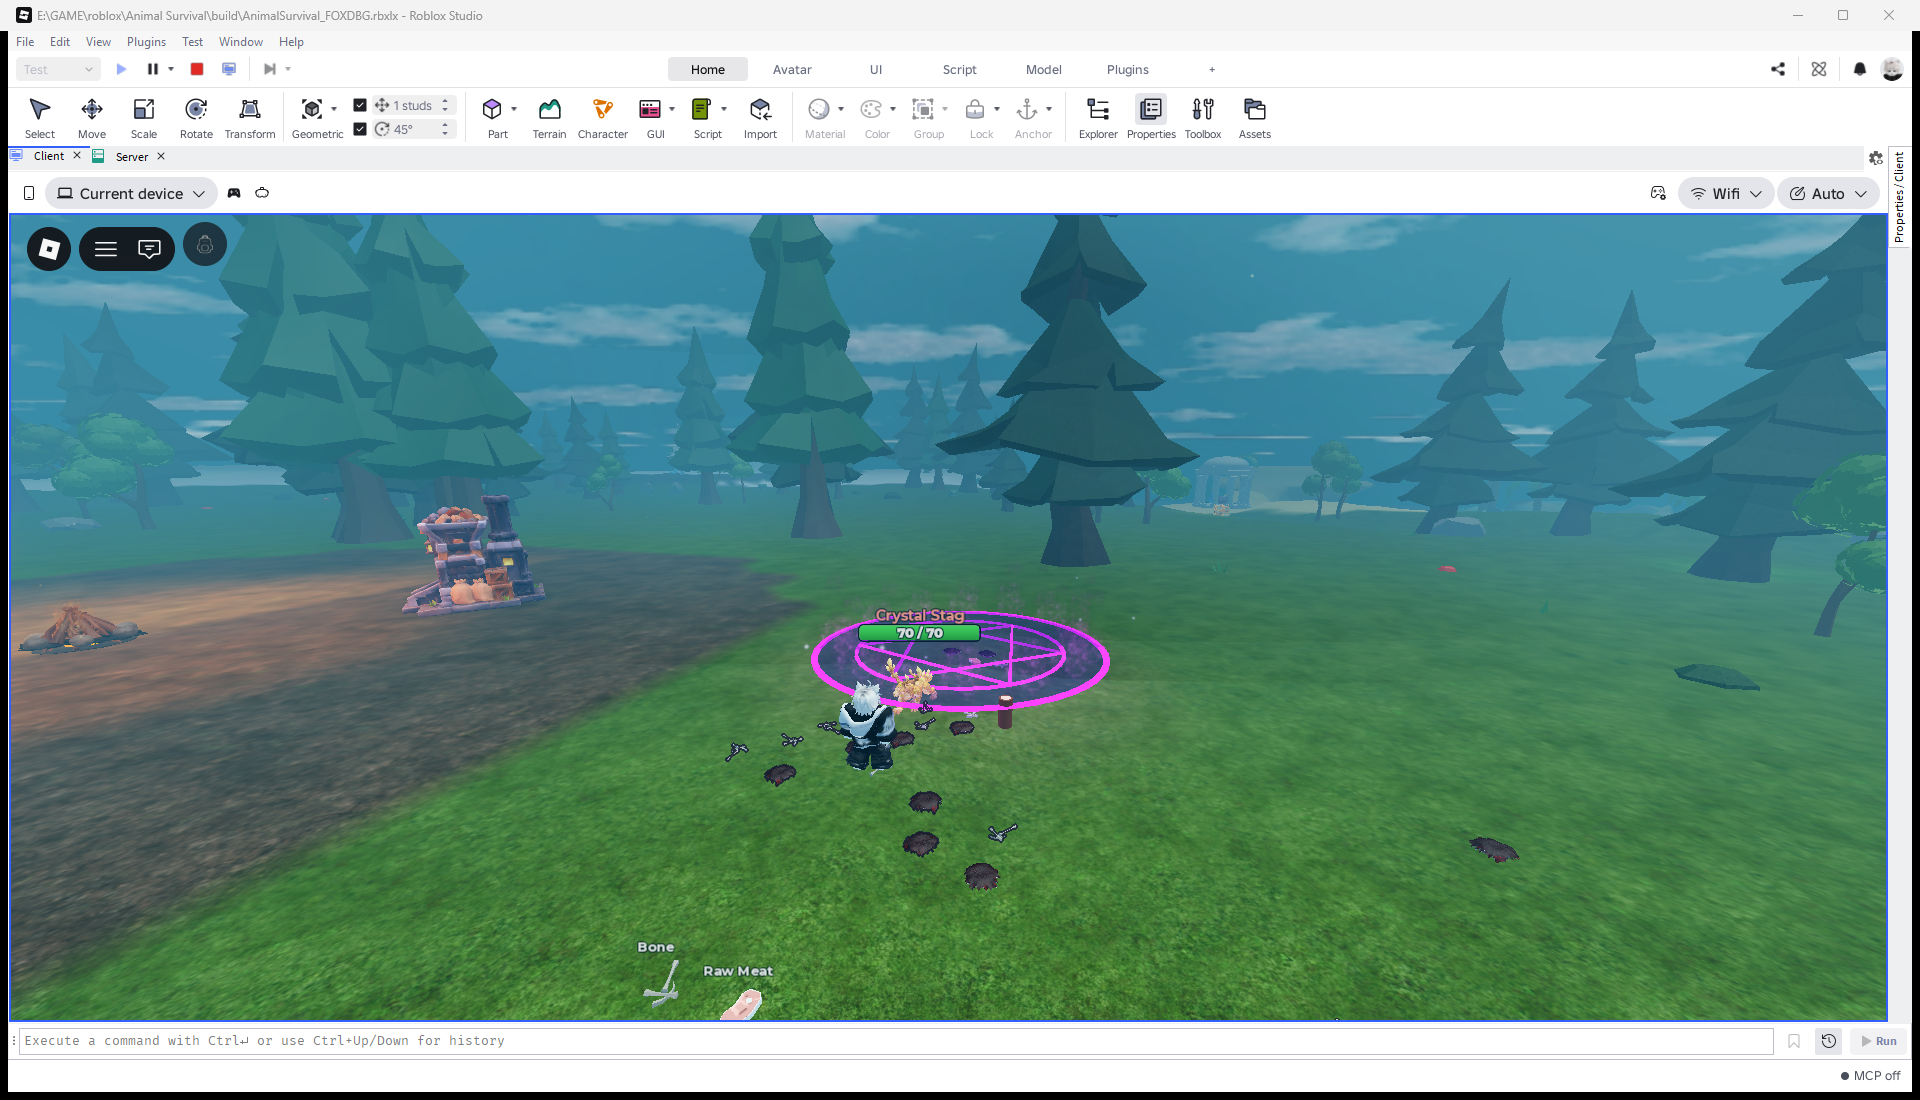 E:\GAME\roblox\Animal Survival\build\AnimalSurvival_FOXDBG.rbxlx - Roblox Studio
File Edit View Plugins Test Window Help
Test Home Avatar UI Script Model Plugins +
1 studs
45°
Select Move Scale Rotate Transform Geometric Part Terrain Character GUI Script Import Material Color Group Lock Anchor Explorer Properties Toolbox Assets
Client Server
Properties / Client
Current device Wifi Auto
Crystal Stag
70 / 70
Bone
Raw Meat
Execute a command with Ctrl↵ or use Ctrl+Up/Down for history
Run
MCP off